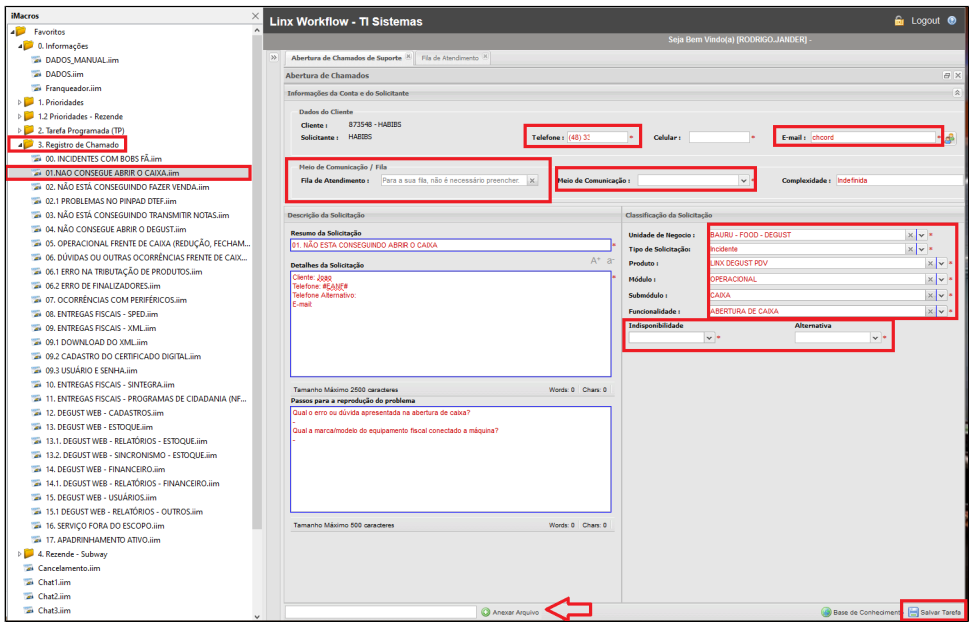 iMacros
Favoritos
0. Informações
DADOS_MANUAL.iim
DADOS.iim
Franqueador.iim
1. Prioridades
1.2 Prioridades - Rezende
2. Tarefa Programada (TP)
3. Registro de Chamado
00. INCIDENTES COM BOBS FÃ.iim
01.NAO CONSEGUE ABRIR O CAIXA.iim
02. NÃO ESTÁ CONSEGUINDO FAZER VENDA.iim
02.1 PROBLEMAS NO PINPAD DTEF.iim
03. NÃO ESTÁ CONSEGUINDO TRANSMITIR NOTAS.iim
04. NÃO CONSEGUE ABRIR O DEGUST.iim
05. OPERACIONAL FRENTE DE CAIXA (REDUÇÃO, FECHAM...
06. DÚVIDAS OU OUTRAS OCORRÊNCIAS FRENTE DE CAIX...
06.1 ERRO NA TRIBUTAÇÃO DE PRODUTOS.iim
06.2 ERRO DE FINALIZADORES.iim
07. OCORRÊNCIAS COM PERIFÉRICOS.iim
08. ENTREGAS FISCAIS - SPED.iim
09. ENTREGAS FISCAIS - XML.iim
09.1 DOWNLOAD DO XML.iim
09.2 CADASTRO DO CERTIFICADO DIGITAL.iim
09.3 USUÁRIO E SENHA.iim
10. ENTREGAS FISCAIS - SINTEGRA.iim
11. ENTREGAS FISCAIS - PROGRAMAS DE CIDADANIA (NF...
12. DEGUST WEB - CADASTROS.iim
13. DEGUST WEB - ESTOQUE.iim
13.1. DEGUST WEB - RELATÓRIOS - ESTOQUE.iim
13.2. DEGUST WEB - SINCRONISMO - ESTOQUE.iim
14. DEGUST WEB - FINANCEIRO.iim
14.1. DEGUST WEB - RELATÓRIOS - FINANCEIRO.iim
15. DEGUST WEB - USUÁRIOS.iim
15.1 DEGUST WEB - RELATÓRIOS - OUTROS.iim
16. SERVIÇO FORA DO ESCOPO.iim
17. APADRINHAMENTO ATIVO.iim
4. Rezende - Subway
Cancelamento.iim
Chat1.iim
Chat2.iim
Chat3.iim
Linx Workflow - TI Sistemas
Logout
Seja Bem Vindo(a) [RODRIGO.JANDER] -
Abertura de Chamados de Suporte
Fila de Atendimento
Abertura de Chamados
Informações da Conta e do Solicitante
Dados do Cliente
Cliente : 873548 - HABIBS
Solicitante : HABIBS
Telefone : (48) 33 *
Celular : *
E-mail : chcord *
Meio de Comunicação / Fila
Fila de Atendimento : Para a sua fila, não é necessário preencher.
Meio de Comunicação : *
Complexidade : Indefinida
Descrição da Solicitação
Resumo da Solicitação
01. NÃO ESTA CONSEGUINDO ABRIR O CAIXA *
Detalhes da Solicitação
A+ a-
Cliente: Joao *
Telefone: #EANF#
Telefone Alternativo:
E-mail:
Tamanho Máximo 2500 caracteres Words: 0 Chars: 0
Passos para a reprodução do problema
Qual o erro ou dúvida apresentada na abertura de caixa?
-
Qual a marca/modelo do equipamento fiscal conectado a máquina?
-
Tamanho Máximo 500 caracteres Words: 0 Chars: 0
Classificação da Solicitação
Unidade de Negocio : BAURU - FOOD - DEGUST *
Tipo de Solicitação: Incidente *
Produto : LINX DEGUST PDV *
Módulo : OPERACIONAL *
Submódulo : CAIXA *
Funcionalidade : ABERTURA DE CAIXA *
Indisponibilidade *
Alternativa *
Anexar Arquivo
Base de Conhecimento
Salvar Tarefa